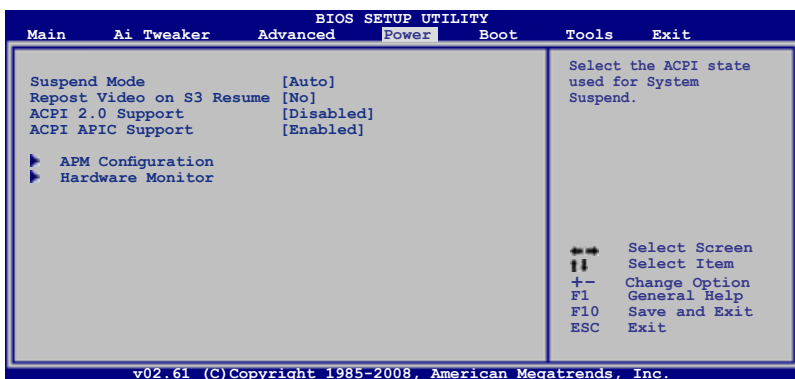 BIOS SETUP UTILITY
Main Ai Tweaker Advanced Power Boot Tools Exit
Suspend Mode [Auto]
Repost Video on S3 Resume [No]
ACPI 2.0 Support [Disabled]
ACPI APIC Support [Enabled]
APM Configuration
Hardware Monitor
Select the ACPI state
used for System
Suspend.
Select Screen
Select Item
+- Change Option
F1 General Help
F10 Save and Exit
ESC Exit
v02.61 (C)Copyright 1985-2008, American Megatrends, Inc.